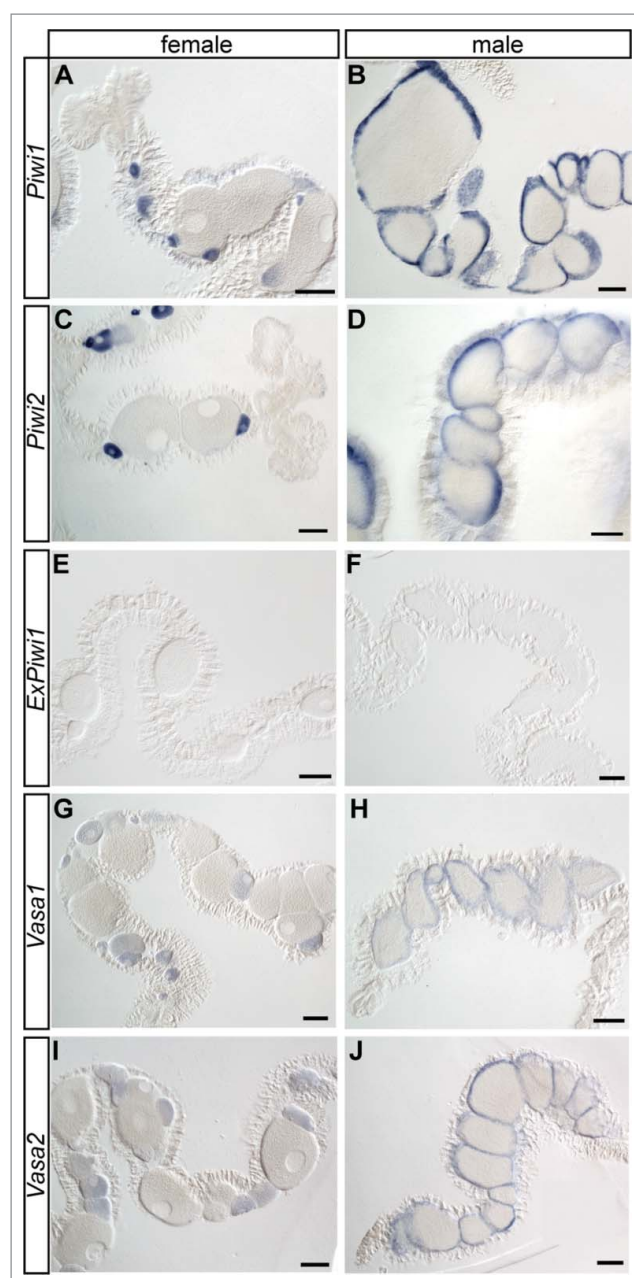 female male
Piwi1 A B
Piwi2 C D
ExPiwi1 E F
Vasa1 G H
Vasa2 I J